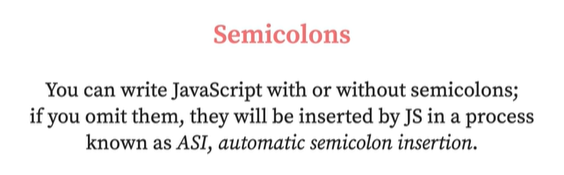 Semicolons
You can write JavaScript with or without semicolons;
if you omit them, they will be inserted by JS in a process
known as ASI, automatic semicolon insertion.